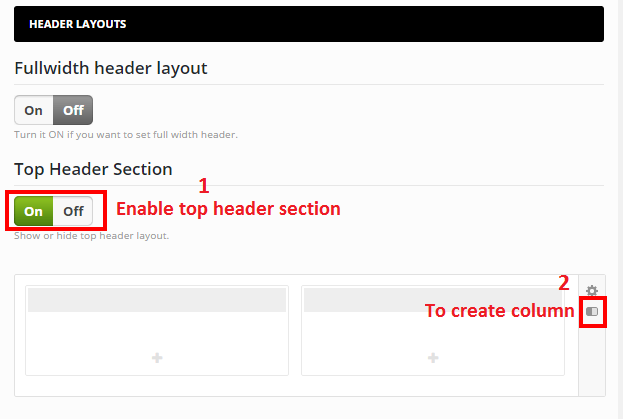 HEADER LAYOUTS
Fullwidth header layout
On Off
Turn it ON if you want to set full width header.
Top Header Section
1
On Off Enable top header section
Show or hide top header layout.
2
To create column